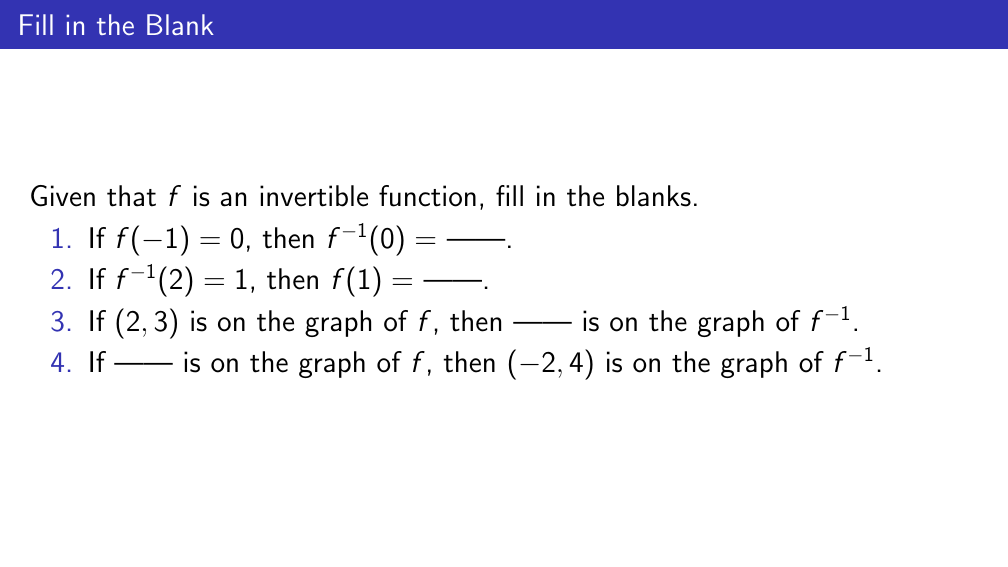 Fill in the Blank
Given that f is an invertible function, fill in the blanks.
1. If f(−1) = 0, then f⁻¹(0) = ——.
2. If f⁻¹(2) = 1, then f(1) = ——.
3. If (2, 3) is on the graph of f, then —— is on the graph of f⁻¹.
4. If —— is on the graph of f, then (−2, 4) is on the graph of f⁻¹.